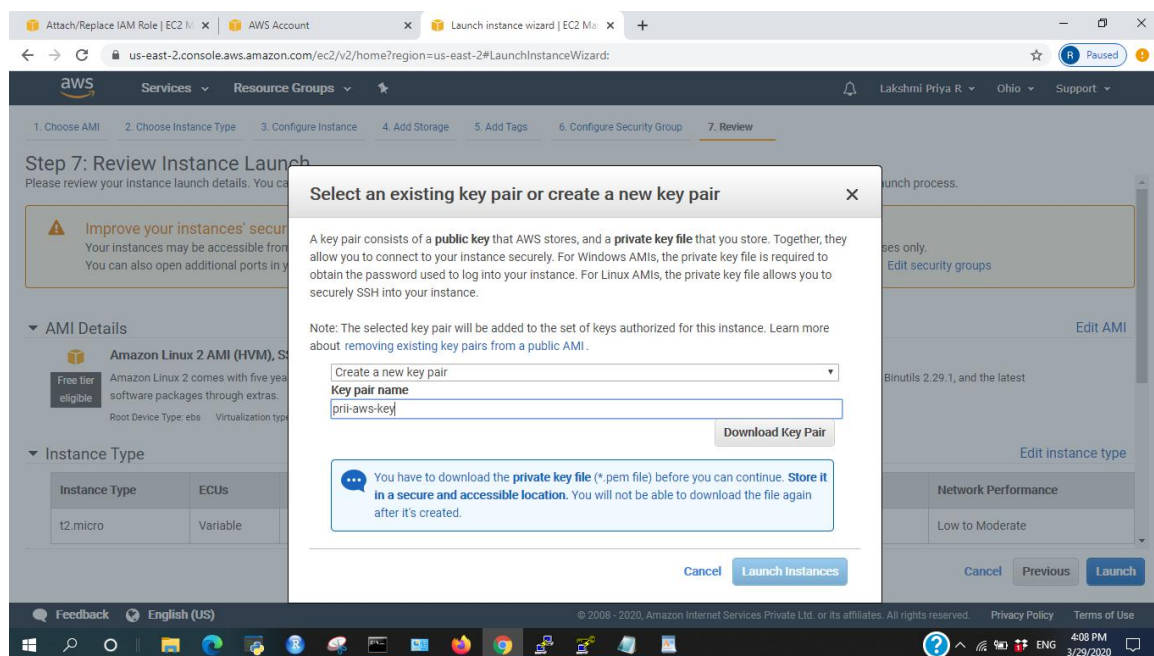 Attach/Replace IAM Role | EC2 M
AWS Account
Launch instance wizard | EC2 Ma
us-east-2.console.aws.amazon.com/ec2/v2/home?region=us-east-2#LaunchInstanceWizard:
R Paused
aws
Services
Resource Groups
Lakshmi Priya R
Ohio
Support
1. Choose AMI
2. Choose Instance Type
3. Configure Instance
4. Add Storage
5. Add Tags
6. Configure Security Group
7. Review
Step 7: Review Instance Launch
Please review your instance launch details. You ca
unch process.
Improve your instances' secur
Your instances may be accessible from
ses only.
You can also open additional ports in y
Edit security groups
AMI Details
Edit AMI
Amazon Linux 2 AMI (HVM), S
Free tier
eligible
Amazon Linux 2 comes with five yea
Binutils 2.29.1, and the latest
software packages through extras.
Root Device Type: ebs Virtualization type
Instance Type
Edit instance type
Instance Type
ECUs
Network Performance
t2.micro
Variable
Low to Moderate
Select an existing key pair or create a new key pair
A key pair consists of a public key that AWS stores, and a private key file that you store. Together, they
allow you to connect to your instance securely. For Windows AMIs, the private key file is required to
obtain the password used to log into your instance. For Linux AMIs, the private key file allows you to
securely SSH into your instance.
Note: The selected key pair will be added to the set of keys authorized for this instance. Learn more
about removing existing key pairs from a public AMI.
Create a new key pair
Key pair name
prii-aws-key
Download Key Pair
You have to download the private key file (*.pem file) before you can continue. Store it
in a secure and accessible location. You will not be able to download the file again
after it's created.
Cancel
Launch Instances
Cancel
Previous
Launch
Feedback
English (US)
© 2008 - 2020, Amazon Internet Services Private Ltd. or its affiliates. All rights reserved.
Privacy Policy
Terms of Use
ENG
4:08 PM
3/29/2020